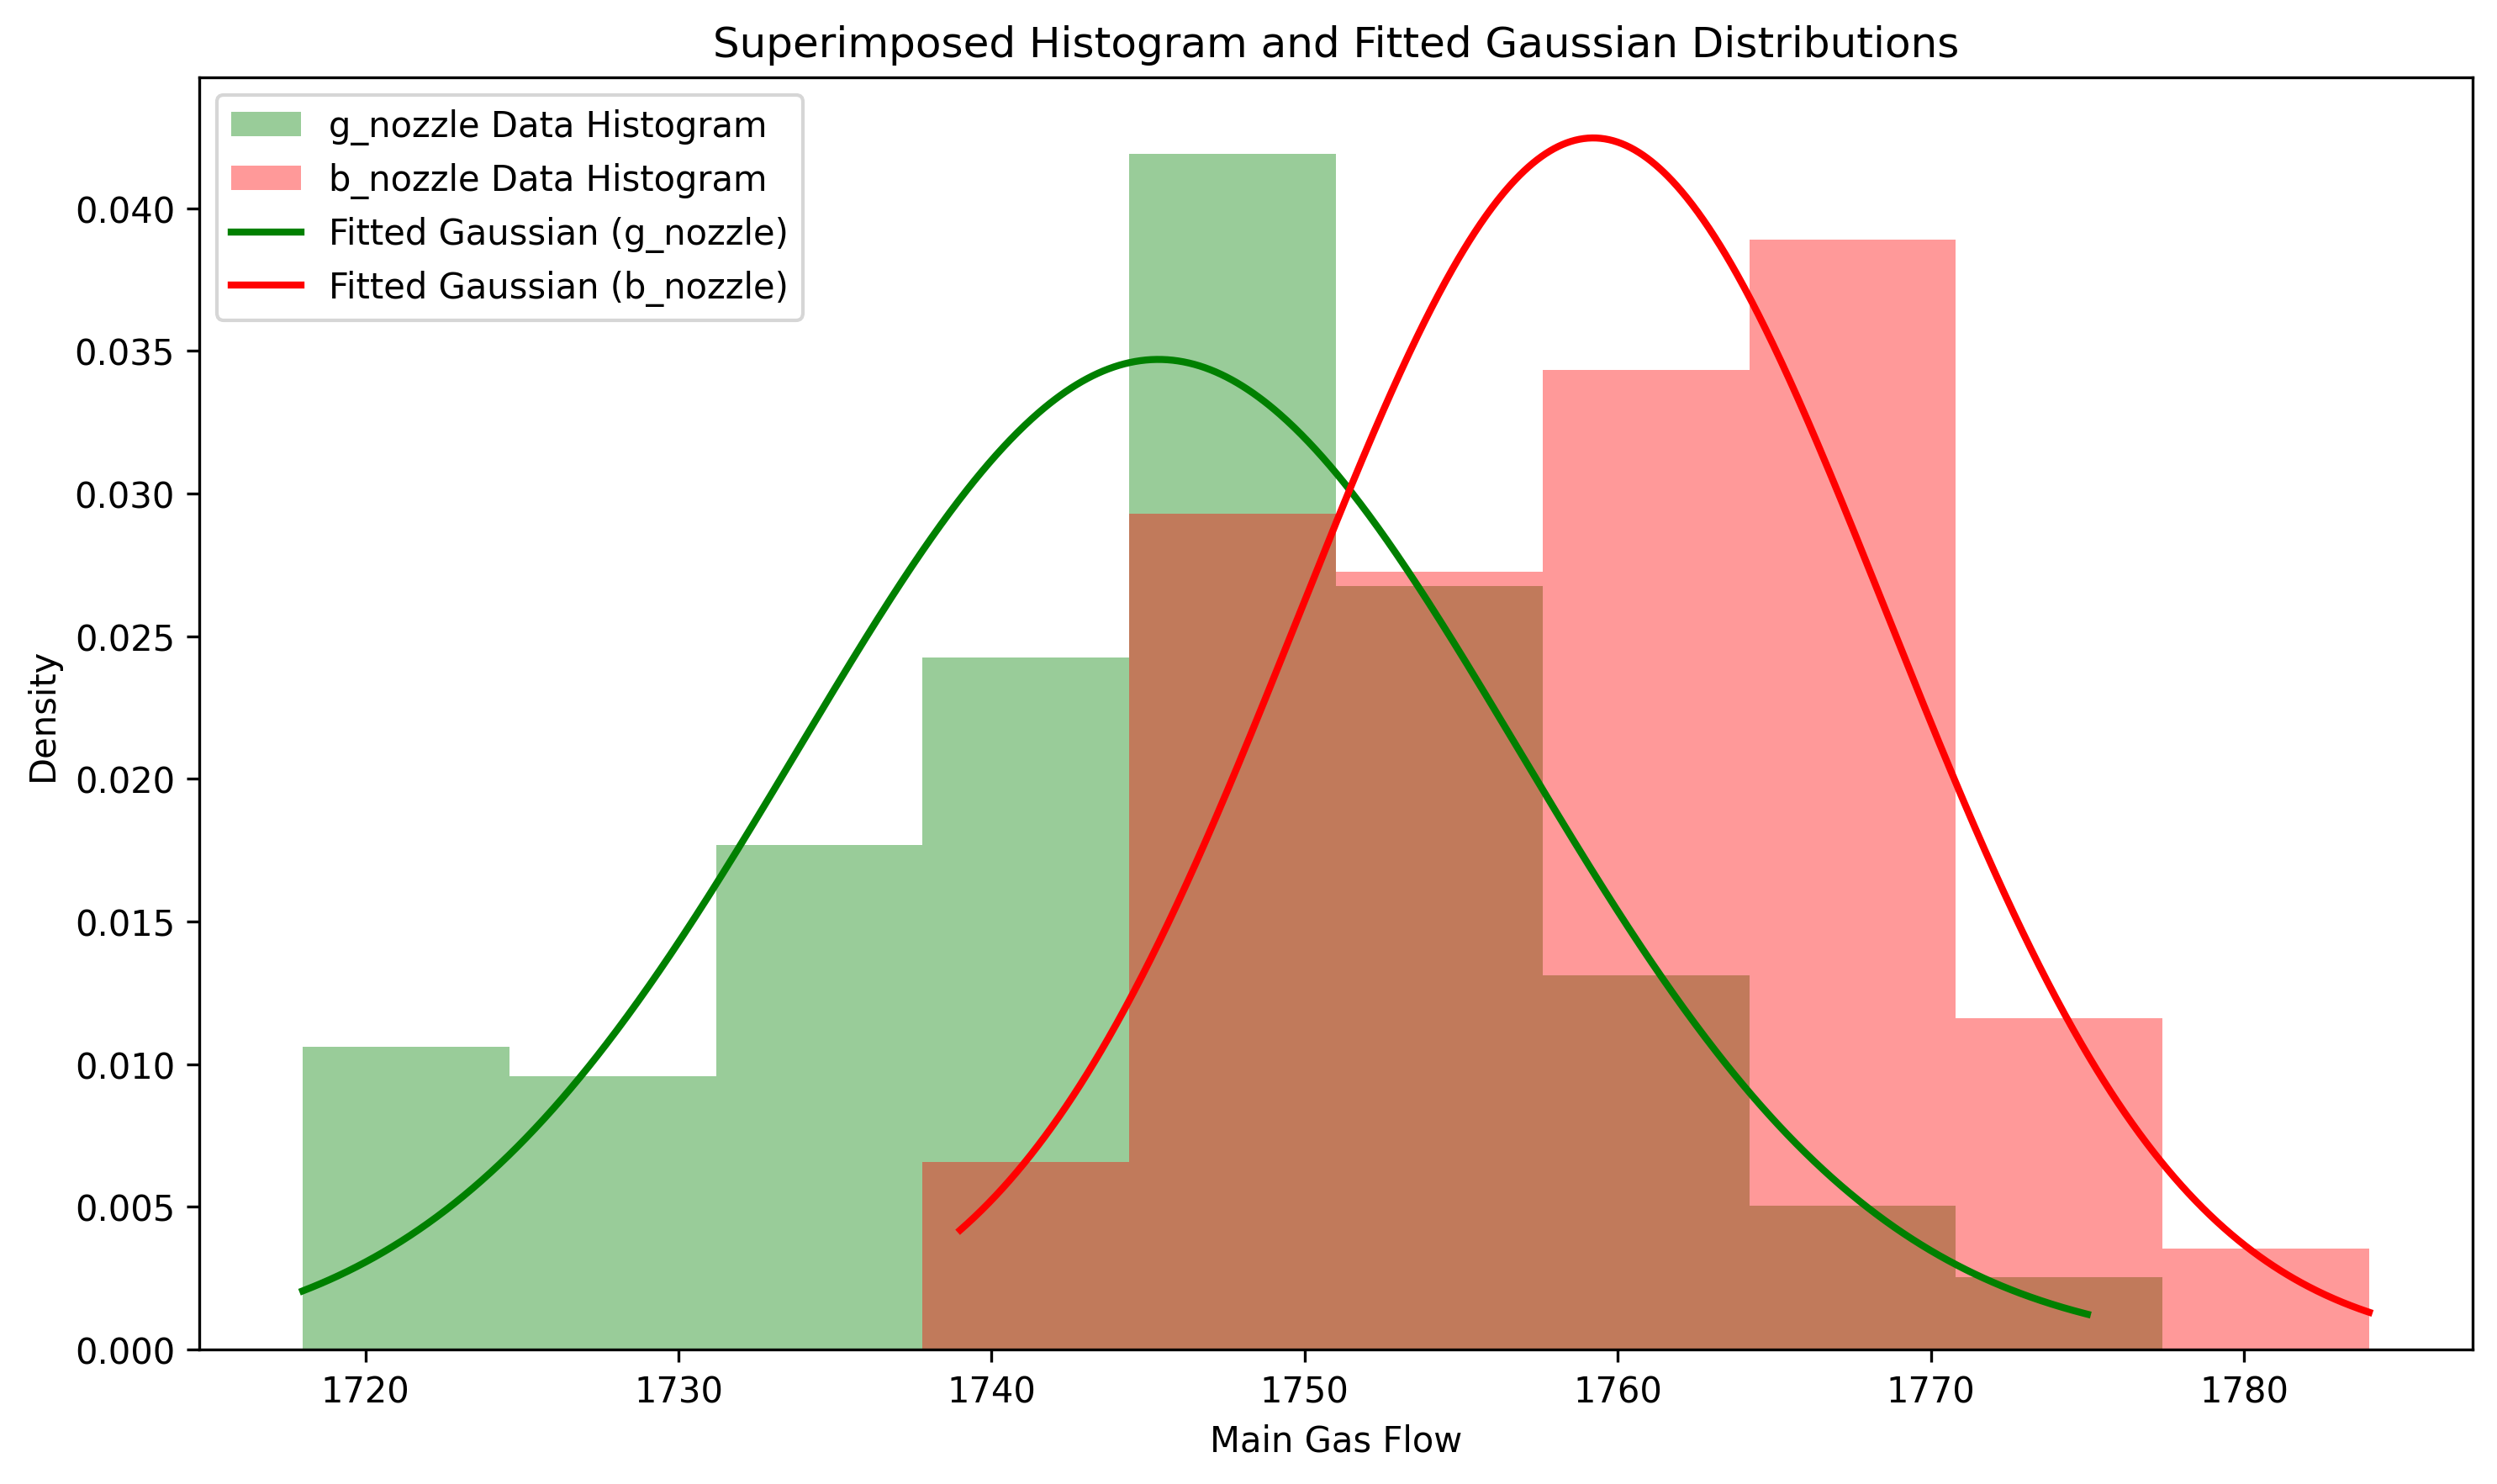 Superimposed Histogram and Fitted Gaussian Distributions
g_nozzle Data Histogram
b_nozzle Data Histogram
Fitted Gaussian (g_nozzle)
Fitted Gaussian (b_nozzle)
0.040
0.035
0.030
0.025
0.020
0.015
0.010
0.005
0.000
Density
1720 1730 1740 1750 1760 1770 1780
Main Gas Flow